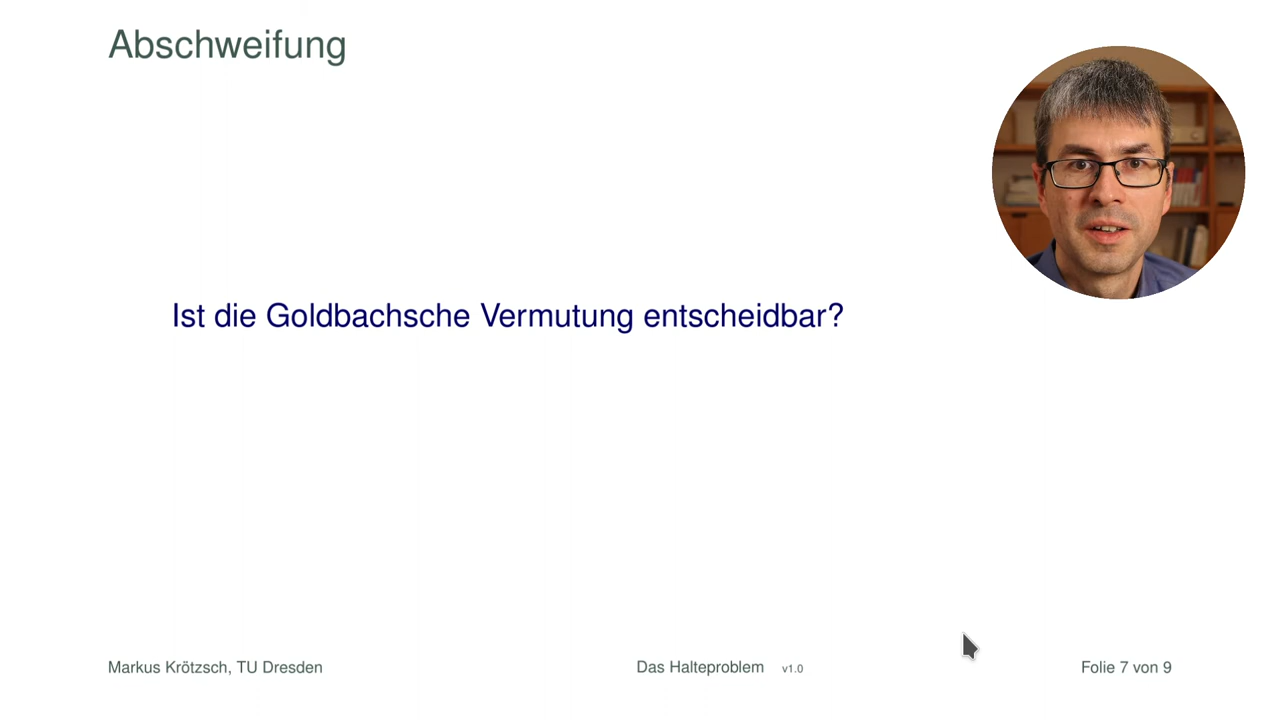 Abschweifung
Ist die Goldbachsche Vermutung entscheidbar?
Markus Krötzsch, TU Dresden
Das Halteproblem v1.0
Folie 7 von 9